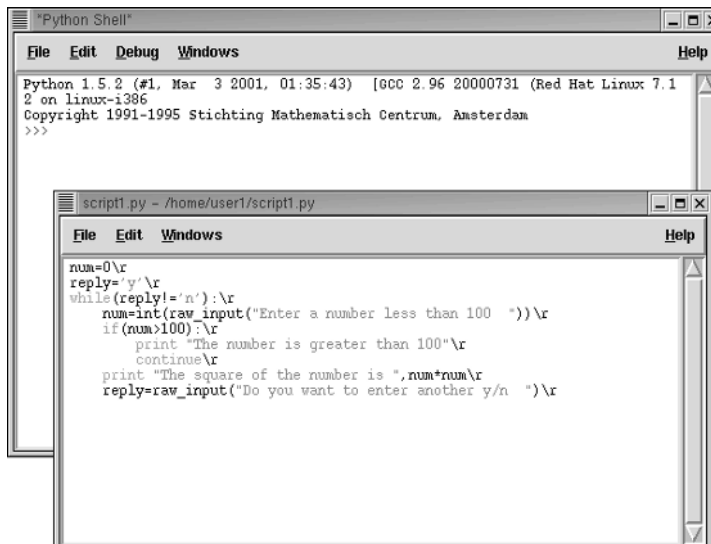 "Python Shell"
File Edit Debug Windows Help
Python 1.5.2 (#1, Mar 3 2001, 01:35:43) [GCC 2.96 20000731 (Red Hat Linux 7.1
2 on linux-i386
Copyright 1991-1995 Stichting Mathematisch Centrum, Amsterdam
>>>
script1.py - /home/user1/script1.py
File Edit Windows Help
num=0\r
reply='y'\r
while(reply!='n'):\r
num=int(raw_input("Enter a number less than 100 "))\r
if(num>100):\r
print "The number is greater than 100"\r
continue\r
print "The square of the number is ",num*num\r
reply=raw_input("Do you want to enter another y/n ")\r